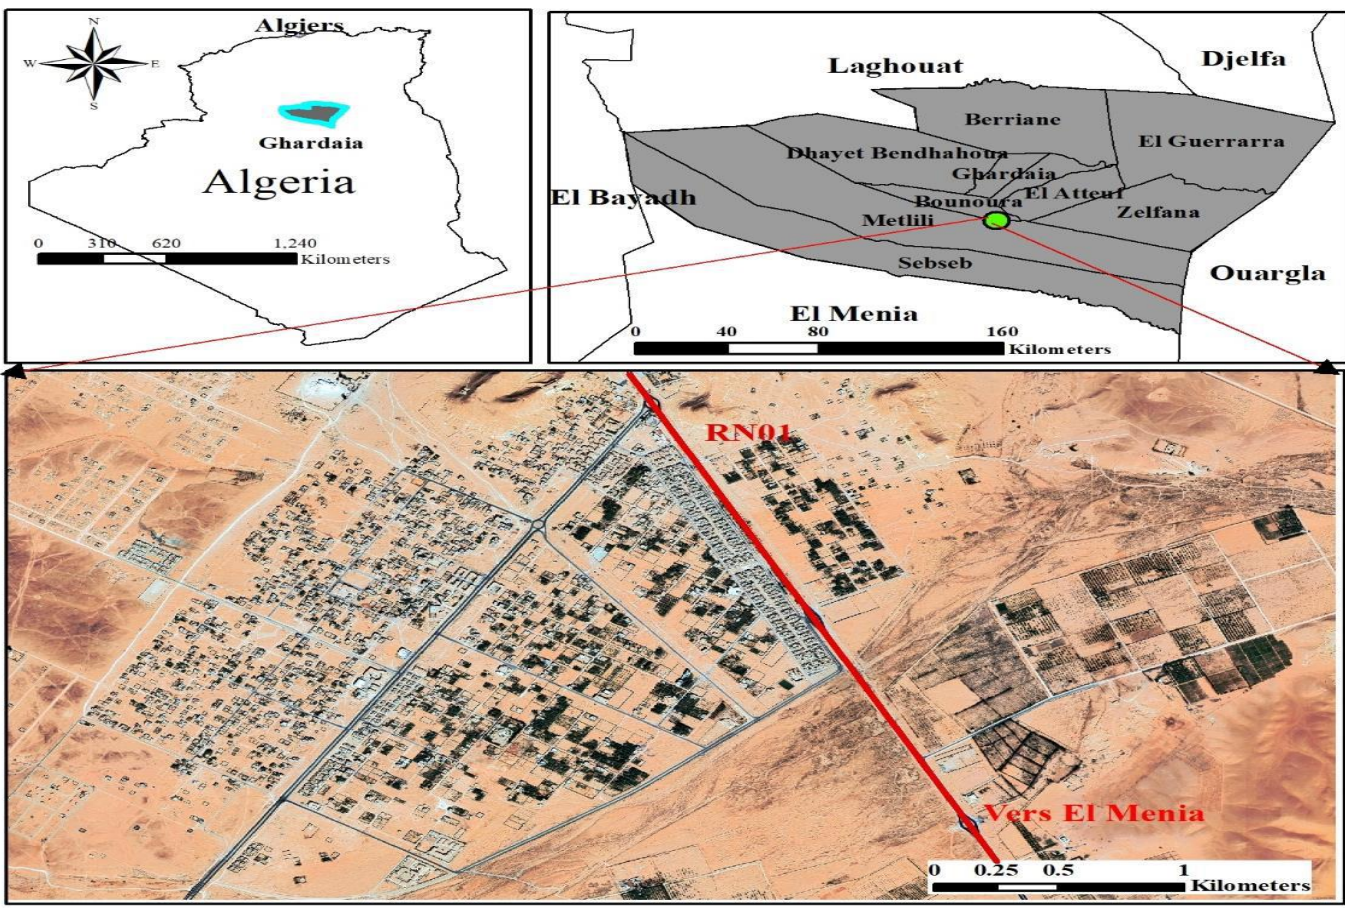 Algiers
N
W E
S
Ghardaia
Algeria
0 310 620 1,240
Kilometers
Laghouat
Djelfa
Berriane
El Guerrarra
Dhayet Bendhahoua
Ghardaia
El Bayadh
El Atteuf
Bounoura
Zelfana
Metlili
Sebseb
Ouargla
El Menia
0 40 80 160
Kilometers
RN01
Vers El Menia
0 0.25 0.5 1
Kilometers